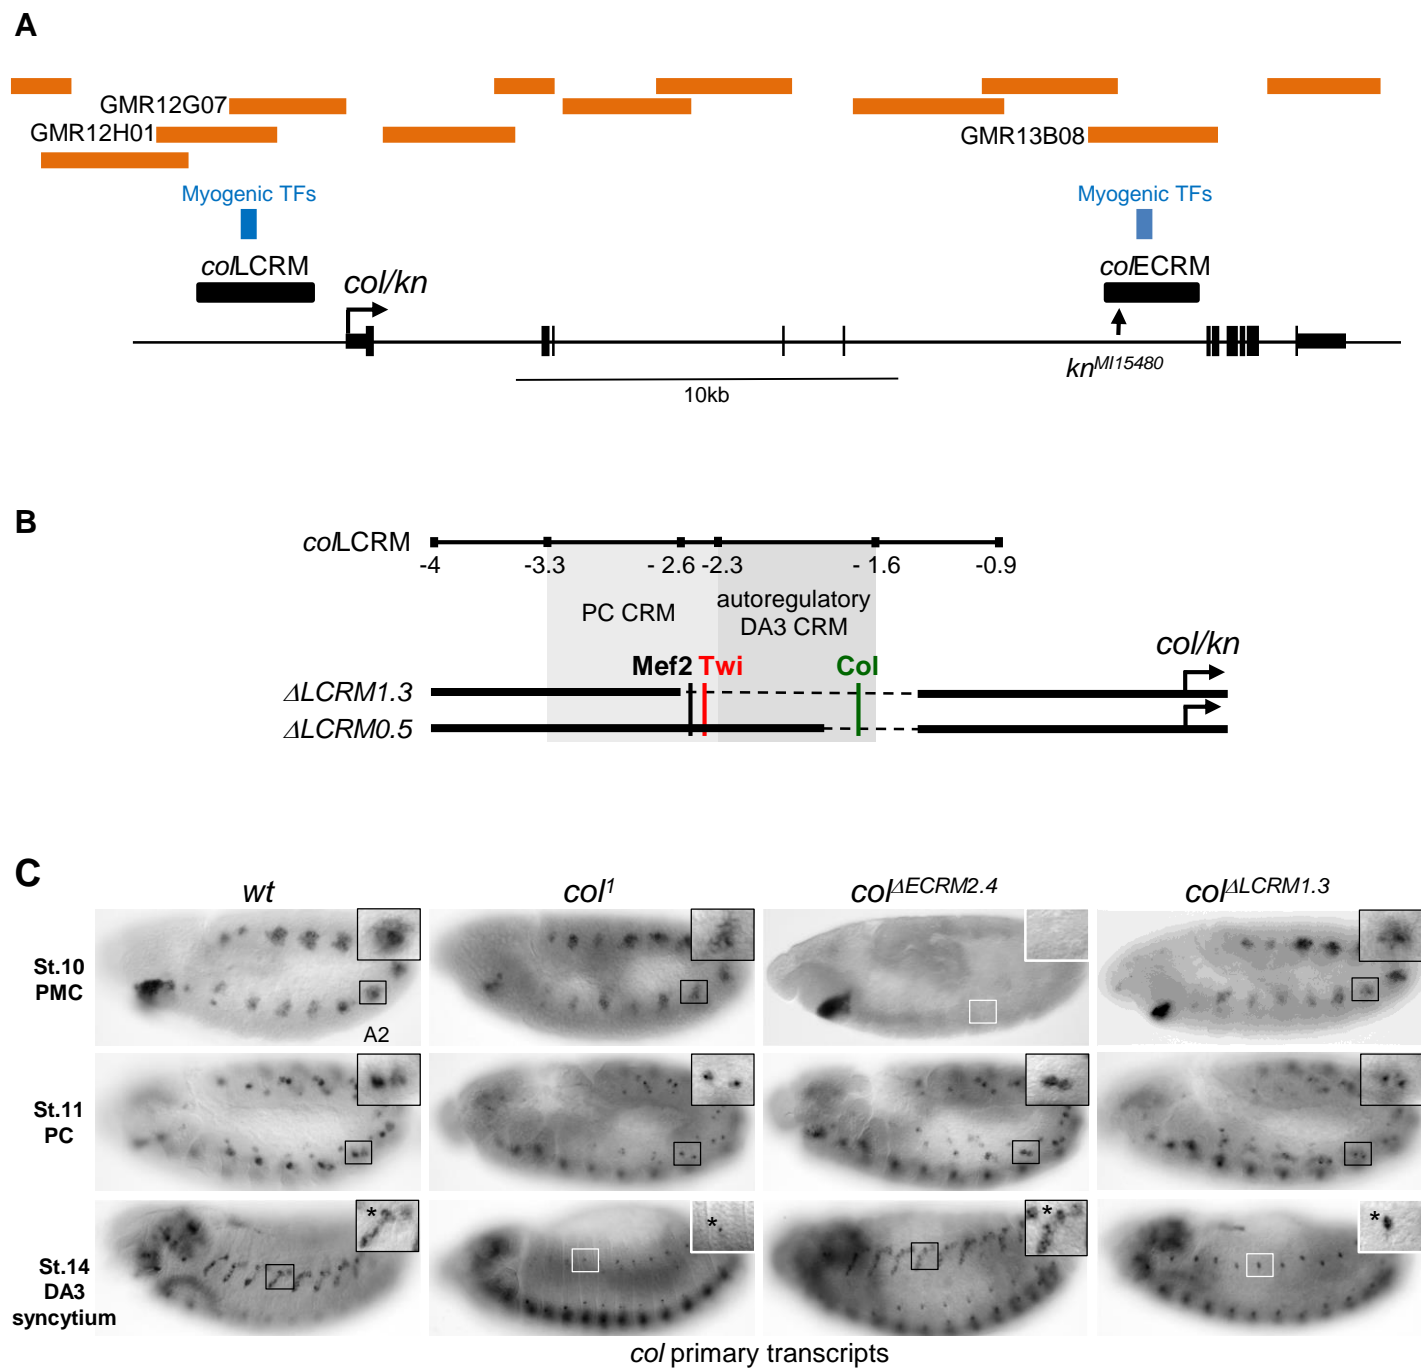 A
GMR12G07
GMR12H01
GMR13B08
Myogenic TFs
Myogenic TFs
colLCRM
colECRM
col/kn
knMI15480
10kb
B
colLCRM
-4 -3.3 - 2.6 -2.3 - 1.6 -0.9
PC CRM
autoregulatory
DA3 CRM
col/kn
Mef2 Twi Col
ΔLCRM1.3
ΔLCRM0.5
C
wt col1 colΔECRM2.4 colΔLCRM1.3
St.10
PMC
A2
St.11
PC
* * * *
St.14
DA3
syncytium
col primary transcripts